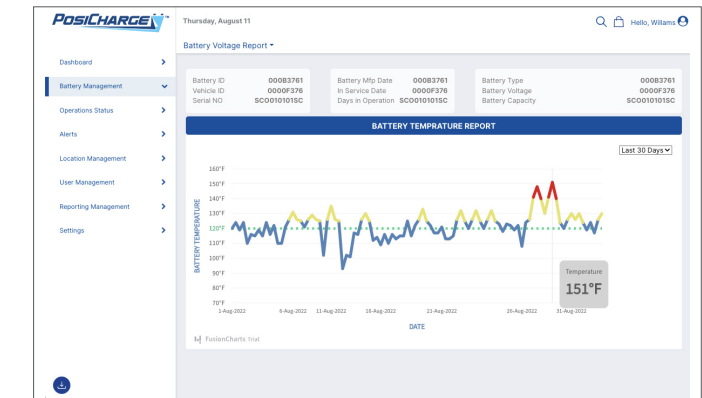 POSICHARGE
Thursday, August 11
Hello, Willams
Battery Voltage Report
Dashboard
Battery Management
Operations Status
Alerts
Location Management
User Management
Reporting Management
Settings
Battery ID 000B3761
Vehicle ID 0000F376
Serial NO SCO010101SC
Battery Mfp Date 000B3761
In Service Date 0000F376
Days in Operation SCO010101SC
Battery Type 000B3761
Battery Voltage 0000F376
Battery Capacity SCO010101SC
BATTERY TEMPRATURE REPORT
Last 30 Days
BATTERY TEMPERATURE
160°F
150°F
140°F
130°F
120°F
110°F
100°F
90°F
80°F
70°F
Temperature
151°F
1-Aug-2022 6-Aug-2022 11-Aug-2022 16-Aug-2022 21-Aug-2022 26-Aug-2022 31-Aug-2022
DATE
FusionCharts Trial